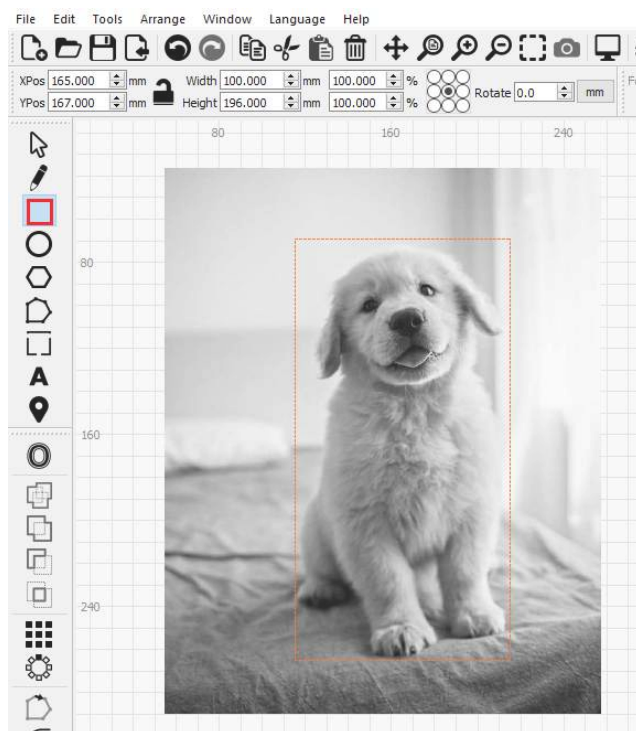 File Edit Tools Arrange Window Language Help
XPos 165.000 mm Width 100.000 mm 100.000 % Rotate 0.0 mm
YPos 167.000 mm Height 196.000 mm 100.000 %
80 160 240
80
A
160
240